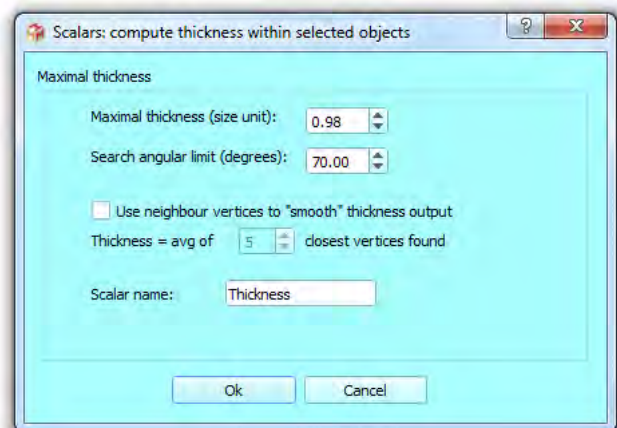 Scalars: compute thickness within selected objects
Maximal thickness
Maximal thickness (size unit): 0.98
Search angular limit (degrees): 70.00
Use neighbour vertices to "smooth" thickness output
Thickness = avg of 5 closest vertices found
Scalar name: Thickness
Ok Cancel